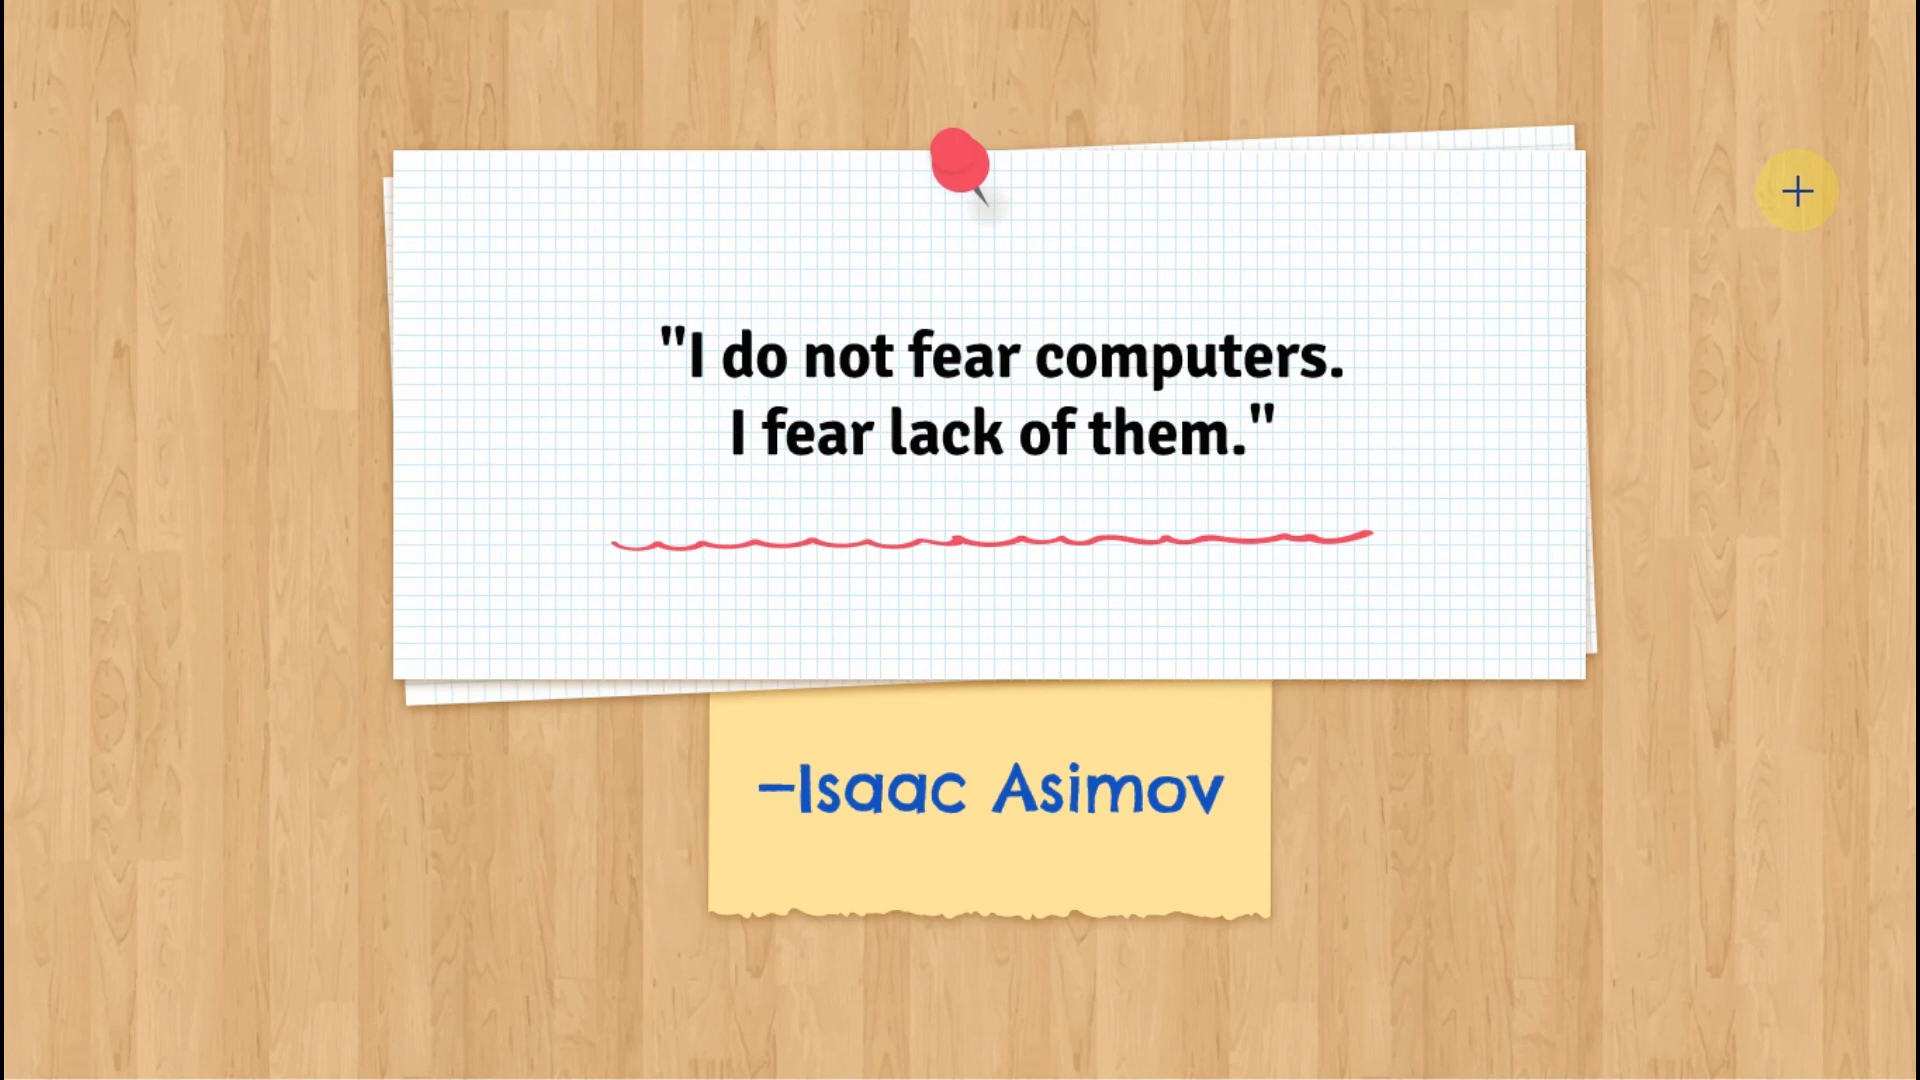 "I do not fear computers.
I fear lack of them."
–Isaac Asimov